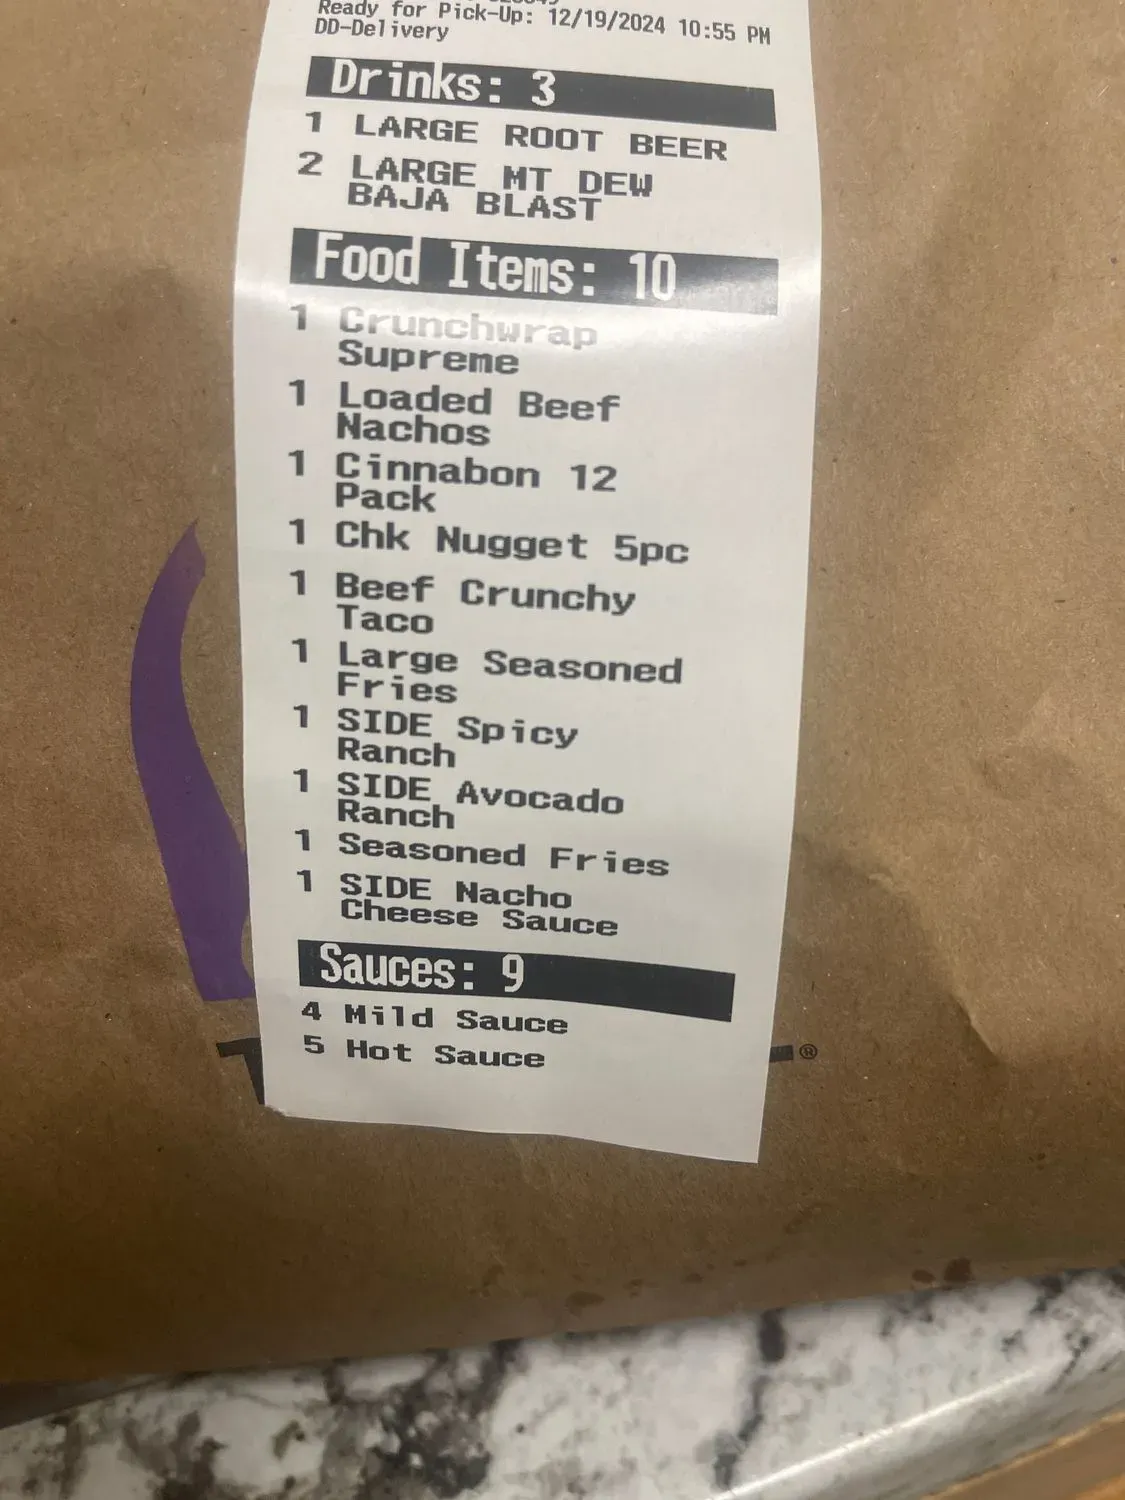 Ready for Pick-Up: 12/19/2024 10:55 PM
DD-Delivery
Drinks: 3
1 LARGE ROOT BEER
2 LARGE MT DEW
BAJA BLAST
Food Items: 10
1 Crunchwrap
Supreme
1 Loaded Beef
Nachos
1 Cinnabon 12
Pack
1 Chk Nugget 5pc
1 Beef Crunchy
Taco
1 Large Seasoned
Fries
1 SIDE Spicy
Ranch
1 SIDE Avocado
Ranch
1 Seasoned Fries
1 SIDE Nacho
Cheese Sauce
Sauces: 9
4 Mild Sauce
5 Hot Sauce
®